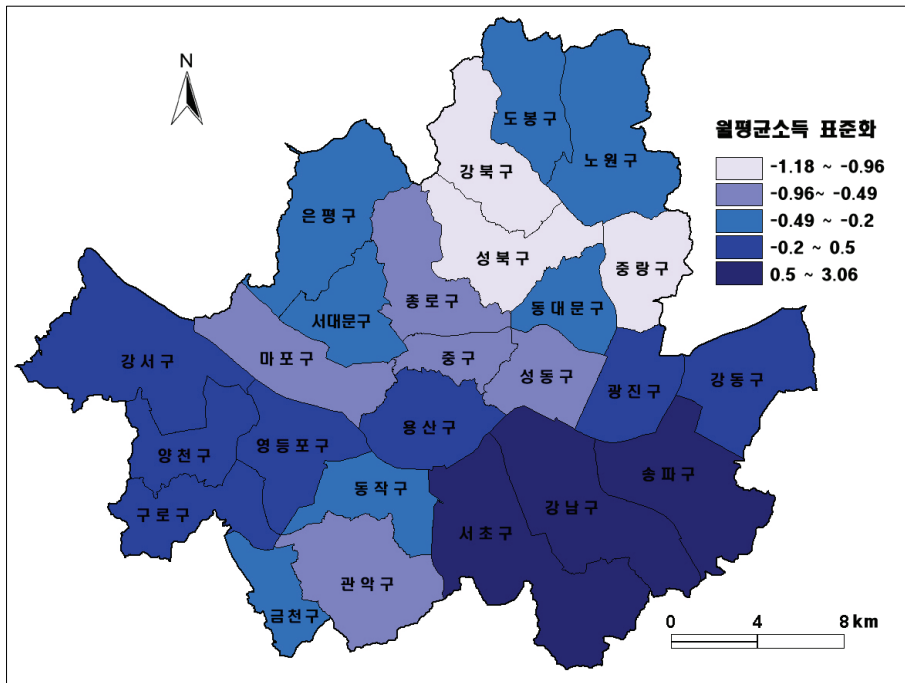 N
월평균소득 표준화
-1.18 ~ -0.96
-0.96~ -0.49
-0.49 ~ -0.2
-0.2 ~ 0.5
0.5 ~ 3.06
도봉구
노원구
강북구
은평구
성북구
중랑구
종로구
동대문구
서대문구
마포구
중구
성동구
강서구
광진구
강동구
용산구
영등포구
양천구
송파구
동작구
강남구
구로구
서초구
관악구
금천구
0 4 8 km